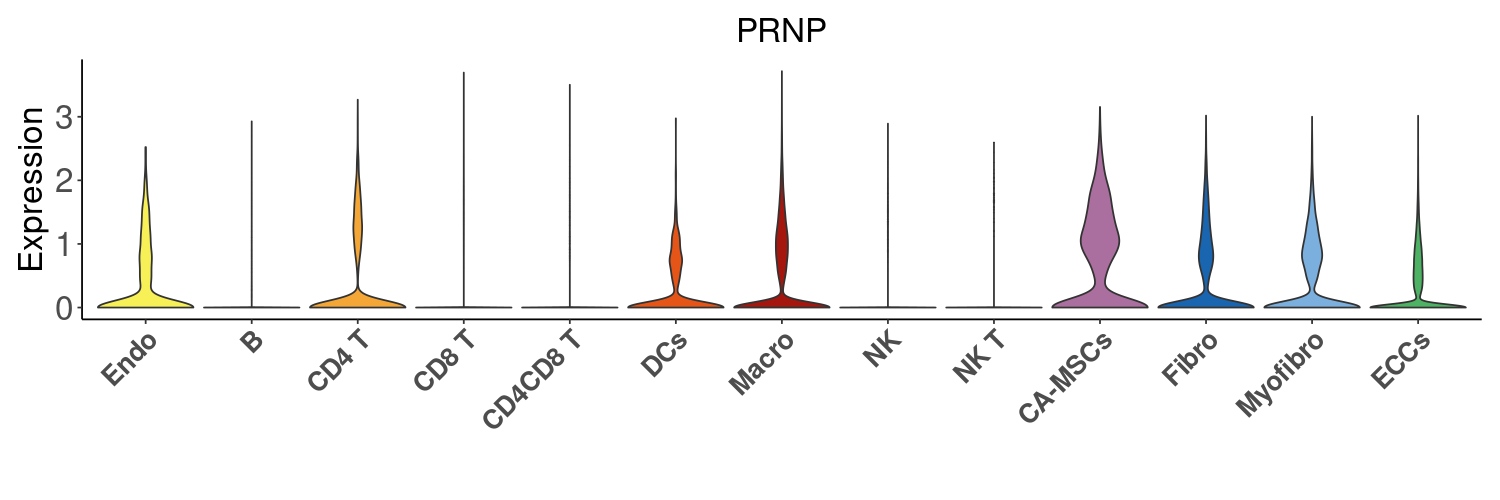 PRNP
Expression
3
2
1
0
Endo
B
CD4 T
CD8 T
CD4CD8 T
DCs
Macro
NK
NK T
CA-MSCs
Fibro
Myofibro
ECCs